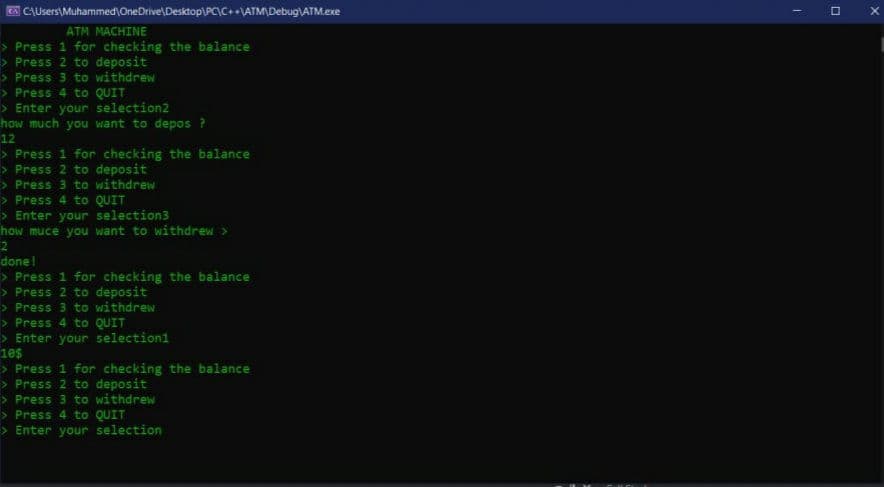 C:\Users\Muhammed\OneDrive\Desktop\PC\C++\ATM\Debug\ATM.exe
ATM MACHINE
> Press 1 for checking the balance
> Press 2 to deposit
> Press 3 to withdrew
> Press 4 to QUIT
> Enter your selection2
how much you want to depos ?
12
> Press 1 for checking the balance
> Press 2 to deposit
> Press 3 to withdrew
> Press 4 to QUIT
> Enter your selection3
how muce you want to withdrew >
2
done!
> Press 1 for checking the balance
> Press 2 to deposit
> Press 3 to withdrew
> Press 4 to QUIT
> Enter your selection1
10$
> Press 1 for checking the balance
> Press 2 to deposit
> Press 3 to withdrew
> Press 4 to QUIT
> Enter your selection